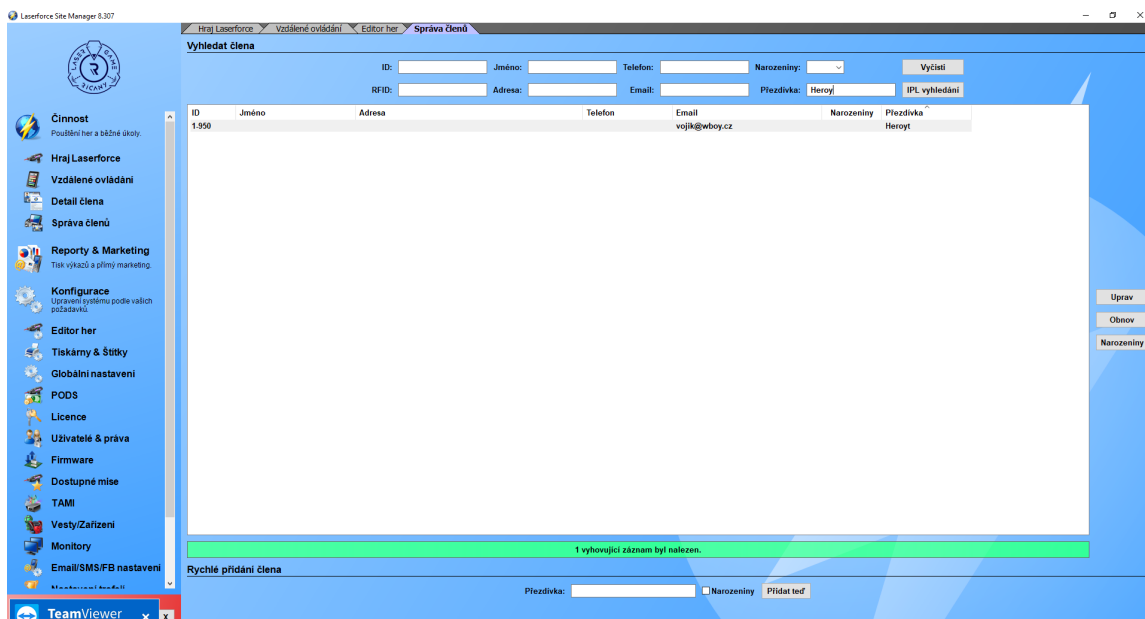 Laserforce Site Manager 8.307
LASER GAME
ŘÍČANY
R
Činnost
Pouštění her a běžné úkoly.
Hraj Laserforce
Vzdálené ovládání
Detail člena
Správa členů
Reporty & Marketing
Tisk výkazů a přímý marketing.
Konfigurace
Upravení systému podle vašich
požadavků.
Editor her
Tiskárny & Štítky
Globální nastavení
PODS
Licence
Uživatelé & práva
Firmware
Dostupné mise
TAMI
Vesty/Zařízení
Monitory
Email/SMS/FB nastavení
Nastavení trofejí
TeamViewer x x
Hraj Laserforce Vzdálené ovládání Editor her Správa členů
Vyhledat člena
ID: Jméno: Telefon: Narozeniny: Vyčisti
RFID: Adresa: Email: Přezdívka: Heroy IPL vyhledání
ID Jméno Adresa Telefon Email Narozeniny Přezdívka
1-950 vojik@wboy.cz Heroyt
Uprav
Obnov
Narozeniny
1 vyhovující záznam byl nalezen.
Rychlé přidání člena
Přezdívka: Narozeniny Přidat teď